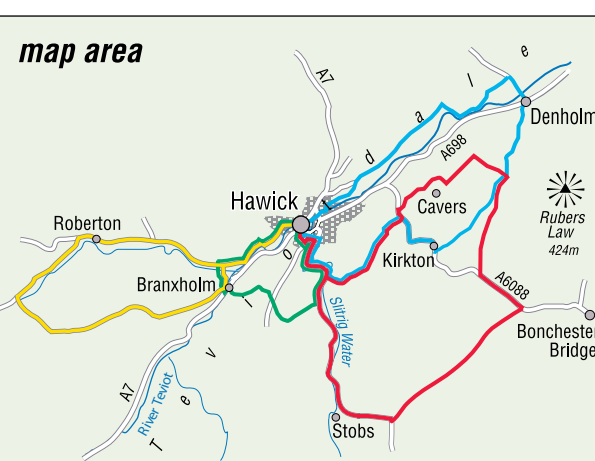 map area
A7
Denholm
A698
Hawick
Cavers
Rubers
Law
424m
Roberton
Kirkton
Branxholm
A6088
Slitrig Water
Bonchester
Bridge
A7
River Teviot
Teviotdale
Stobs